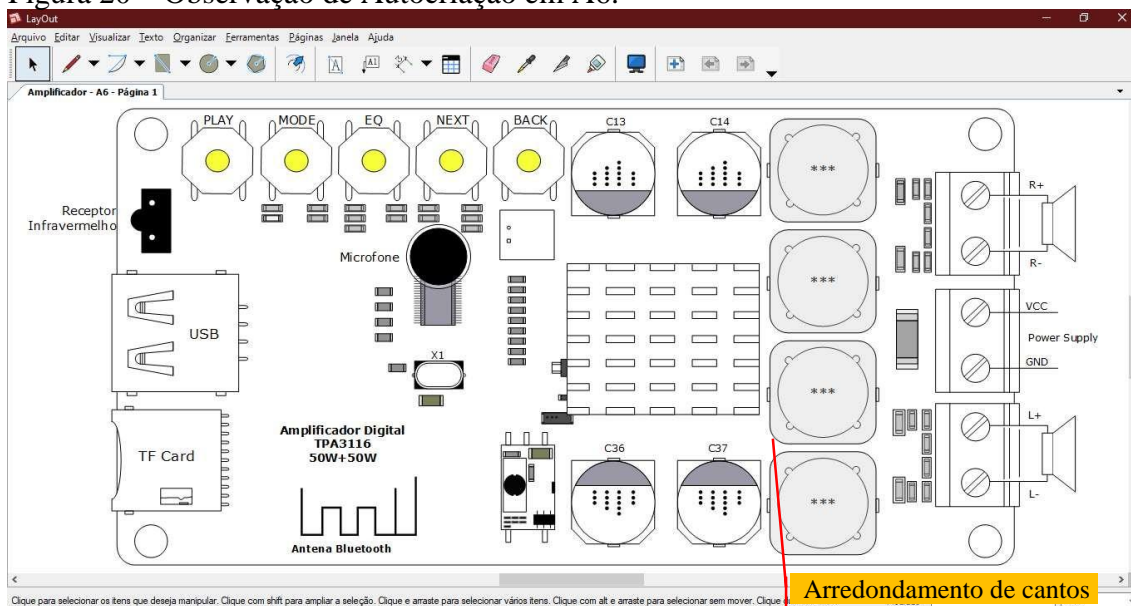 Figura 20 – Observação de Autocriação em A6.
LayOut
Arquivo Editar Visualizar Texto Organizar Ferramentas Páginas Janela Ajuda
Amplificador - A6 - Página 1
PLAY MODE EQ NEXT BACK C13 C14
***
R+
Receptor
Infravermelho
Microfone
R-
***
VCC
USB
Power Supply
X1
GND
***
L+
Amplificador Digital
TPA3116
50W+50W
C36 C37
TF Card
***
L-
Antena Bluetooth
Arredondamento de cantos
Clique para selecionar os itens que deseja manipular. Clique com shift para ampliar a seleção. Clique e arraste para selecionar vários itens. Clique com alt e arraste para selecionar sem mover. Clique